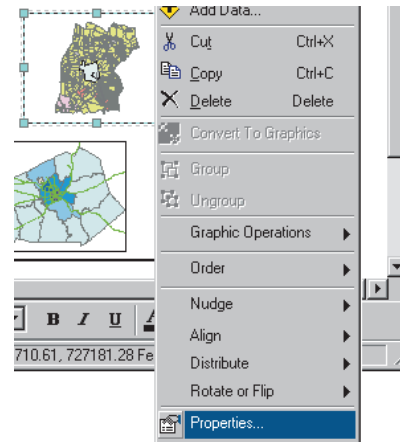 Add Data...
Cut Ctrl+X
Copy Ctrl+C
Delete Delete
Convert To Graphics
Group
Ungroup
Graphic Operations
Order
Nudge
Align
Distribute
Rotate or Flip
Properties...
B I U A
710.61, 727181.28 Fe